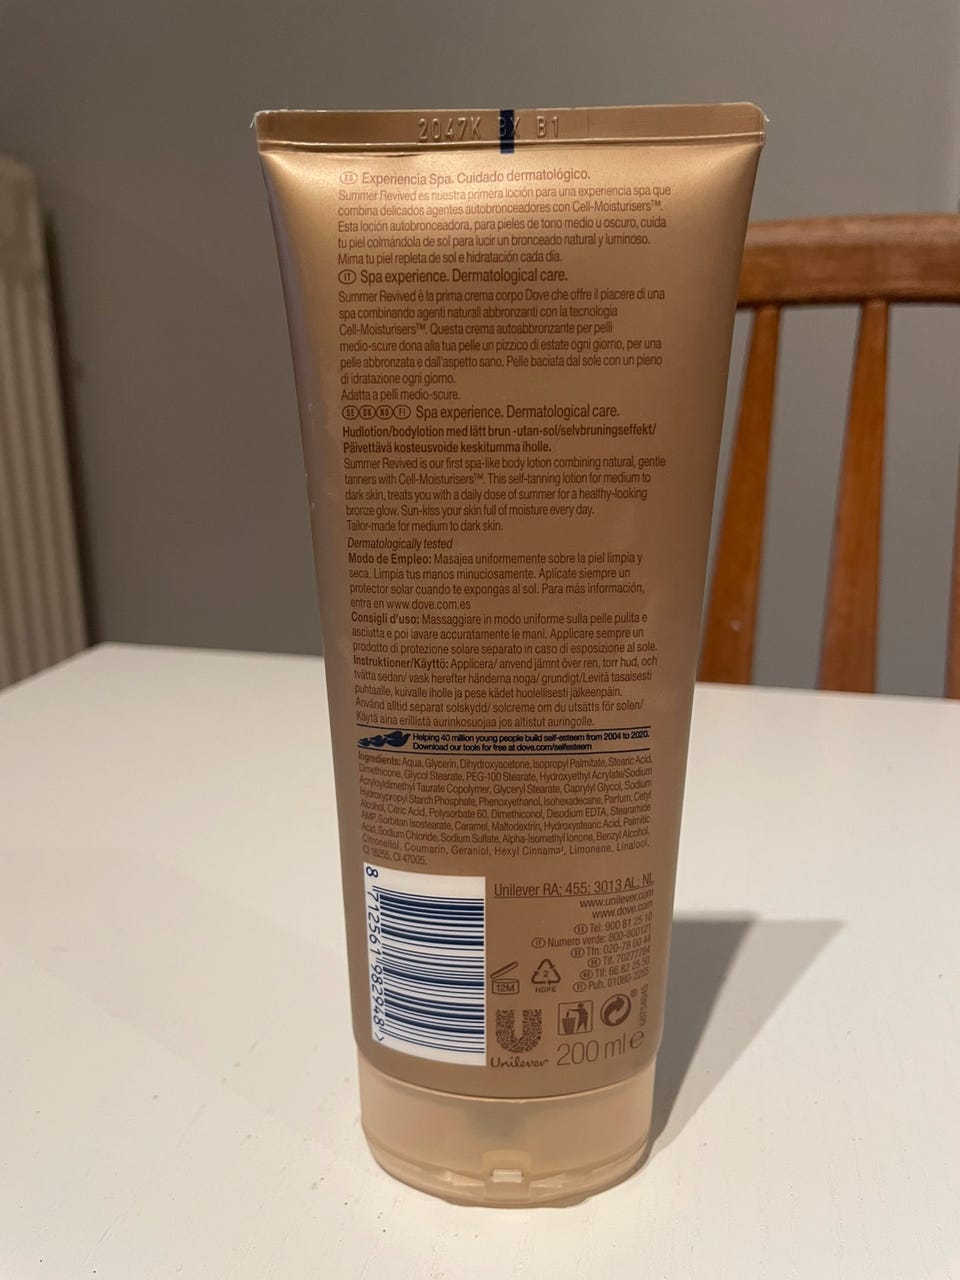 2047K BX B1
ES Experiencia Spa. Cuidado dermatológico.
Summer Revived es nuestra primera loción para una experiencia spa que
combina delicados agentes autobronceadores con Cell-Moisturisers™.
Esta loción autobronceadora, para pieles de tono medio u oscuro, cuida
tu piel colmándola de sol para lucir un bronceado natural y luminoso.
Mima tu piel repleta de sol e hidratación cada día.
IT Spa experience. Dermatological care.
Summer Revived è la prima crema corpo Dove che offre il piacere di una
spa combinando agenti naturali abbronzanti con la tecnologia
Cell-Moisturisers™. Questa crema autoabbronzante per pelli
medio-scure dona alla tua pelle un pizzico di estate ogni giorno, per una
pelle abbronzata e dall'aspetto sano. Pelle baciata dal sole con un pieno
di idratazione ogni giorno.
Adatta a pelli medio-scure.
SE DK NO FI Spa experience. Dermatological care.
Hudlotion/bodylotion med lätt brun -utan-sol/selvbruningseffekt/
Päivettävä kosteusvoide keskitumma iholle.
Summer Revived is our first spa-like body lotion combining natural, gentle
tanners with Cell-Moisturisers™. This self-tanning lotion for medium to
dark skin, treats you with a daily dose of summer for a healthy-looking
bronze glow. Sun-kiss your skin full of moisture every day.
Tailor-made for medium to dark skin.
Dermatologically tested
Modo de Empleo: Masajea uniformemente sobre la piel limpia y
seca. Limpia tus manos minuciosamente. Aplícate siempre un
protector solar cuando te expongas al sol. Para más información,
entra en www.dove.com.es
Consigli d'uso: Massaggiare in modo uniforme sulla pelle pulita e
asciutta e poi lavare accuratamente le mani. Applicare sempre un
prodotto di protezione solare separato in caso di esposizione al sole.
Instruktioner/Käyttö: Applicera/ anvend jämnt över ren, torr hud, och
tvätta sedan/ vask herefter händerna noga/ grundigt/Levitä tasaisesti
puhtaalle, kuivalle iholle ja pese kädet huolellisesti jälkeenpäin.
Använd alltid separat solskydd/ solcreme om du utsätts för solen/
Käytä aina erillistä aurinkosuojaa jos altistut auringolle.
Helping 40 million young people build self-esteem from 2004 to 2020.
Download our tools for free at dove.com/selfesteem
Ingredients: Aqua, Glycerin, Dihydroxyacetone, Isopropyl Palmitate, Stearic Acid,
Dimethicone, Glycol Stearate, PEG-100 Stearate, Hydroxyethyl Acrylate/Sodium
Acryloyldimethyl Taurate Copolymer, Glyceryl Stearate, Caprylyl Glycol, Sodium
Hydroxypropyl Starch Phosphate, Phenoxyethanol, Isohexadecane, Parfum, Cetyl
Alcohol, Citric Acid, Polysorbate 60, Dimethiconol, Disodium EDTA, Stearamide
AMP, Sorbitan Isostearate, Caramel, Maltodextrin, Hydroxystearic Acid, Palmitic
Acid, Sodium Chloride, Sodium Sulfate, Alpha-Isomethyl Ionone, Benzyl Alcohol,
Citronellol, Coumarin, Geraniol, Hexyl Cinnamal, Limonene, Linalool.
CI 16255, CI 47005.
8 712561 982948 >
Unilever RA; 455; 3013 AL; NL
www.unilever.com
www.dove.com
ES Tel: 900 81 25 10
IT Numero verde: 800-800121
SE Tfn: 020-78 00 44
DK Tlf. 70277784
NO Tlf: 66 82 25 50
FI Puh. 01080-2255
12M
2
HDPE
Unilever
200 ml e